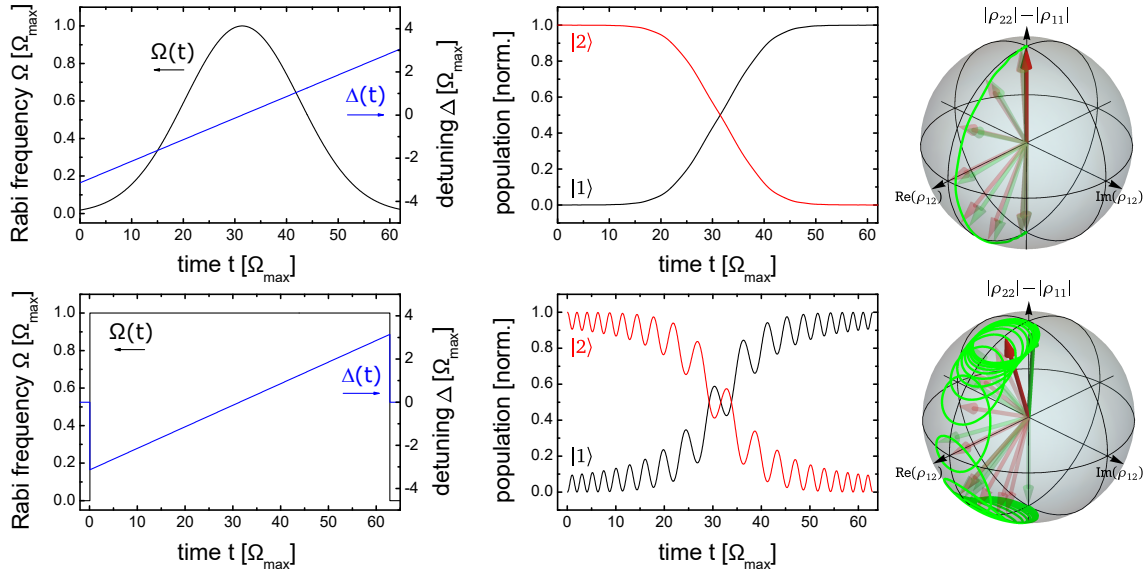 Rabi frequency Ω [Ω_max]
1.0
0.8
0.6
0.4
0.2
0.0
Ω(t)
Δ(t)
4
2
0
-2
-4
detuning Δ [Ω_max]
0 10 20 30 40 50 60
time t [Ω_max]
population [norm.]
1.0
0.8
0.6
0.4
0.2
0.0
|2⟩
|1⟩
0 10 20 30 40 50 60
time t [Ω_max]
|ρ₂₂|−|ρ₁₁|
Re(ρ₁₂)
Im(ρ₁₂)
Rabi frequency Ω [Ω_max]
1.0
0.8
0.6
0.4
0.2
0.0
Ω(t)
Δ(t)
4
2
0
-2
-4
detuning Δ [Ω_max]
0 10 20 30 40 50 60
time t [Ω_max]
population [norm.]
1.0
0.8
0.6
0.4
0.2
0.0
|2⟩
|1⟩
0 10 20 30 40 50 60
time t [Ω_max]
|ρ₂₂|−|ρ₁₁|
Re(ρ₁₂)
Im(ρ₁₂)